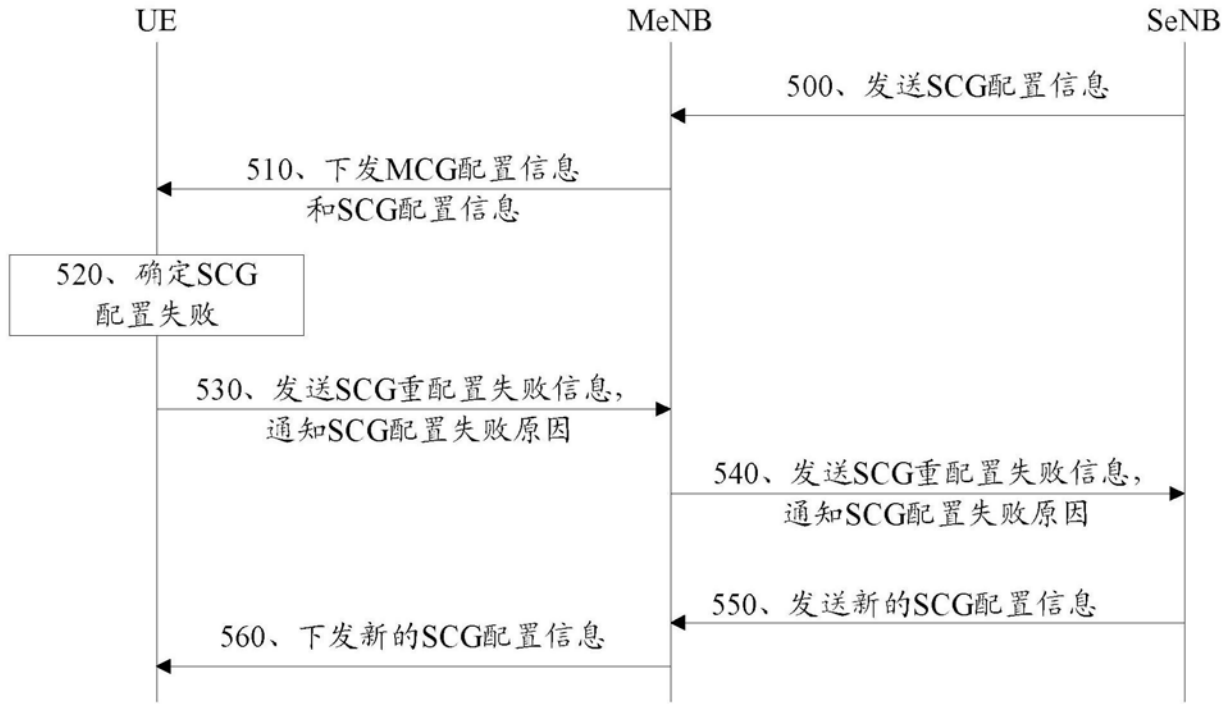 UE
MeNB
SeNB
500、发送SCG配置信息
510、下发MCG配置信息
和SCG配置信息
520、确定SCG
配置失败
530、发送SCG重配置失败信息，
通知SCG配置失败原因
540、发送SCG重配置失败信息，
通知SCG配置失败原因
550、发送新的SCG配置信息
560、下发新的SCG配置信息